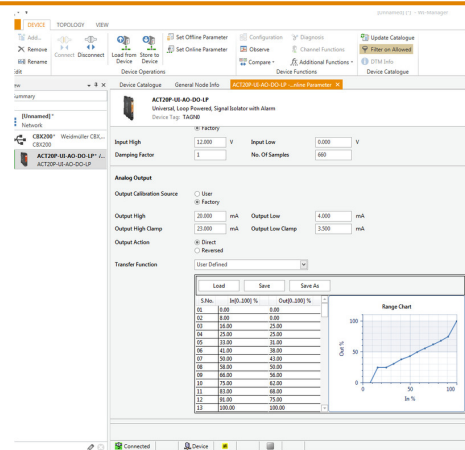 [unnamed] [*] - No manager
DEVICE TOPOLOGY VIEW
Add...
Remove
Rename
Connect Disconnect
Load from Device
Store to Device
Set Offline Parameter
Set Online Parameter
Configuration
Observe
Compare
Diagnosis
Channel Functions
Additional Functions
Update Catalogue
Filter on Allowed
DTM Info
dit
Device Operations
Device Functions
Device Catalogue
ew
Device Catalogue General Node Info ACT20P-UI-AO-DO-LP -...nline Parameter
ummary
[Unnamed]*
Network
CBX200* Weidmüller CBX,...
CBX200
ACT20P-UI-AO-DO-LP* /...
ACT20P-UI-AO-DO-LP
ACT20P-UI-AO-DO-LP
Universal, Loop Powered, Signal Isolator with Alarm
Device Tag: TAGN0
Factory
Input High 12.000 V Input Low 0.000 V
Damping Factor 1 No. Of Samples 660
Analog Output
Output Calibration Source User
Factory
Output High 20.000 mA Output Low 4.000 mA
Output High Clamp 23.000 mA Output Low Clamp 3.500 mA
Output Action Direct
Reversed
Transfer Function User Defined
Load Save Save As
S.No. In[0..100] % Out[0..100] %
01 0.00 0.00
02 8.00 0.00
03 16.00 25.00
04 25.00 25.00
05 33.00 31.00
06 41.00 38.00
07 50.00 43.00
08 58.00 50.00
09 66.00 56.00
10 75.00 62.00
11 83.00 68.00
12 91.00 75.00
13 100.00 100.00
Range Chart
100
50
0
Out %
0 50 100
In %
Connected Device